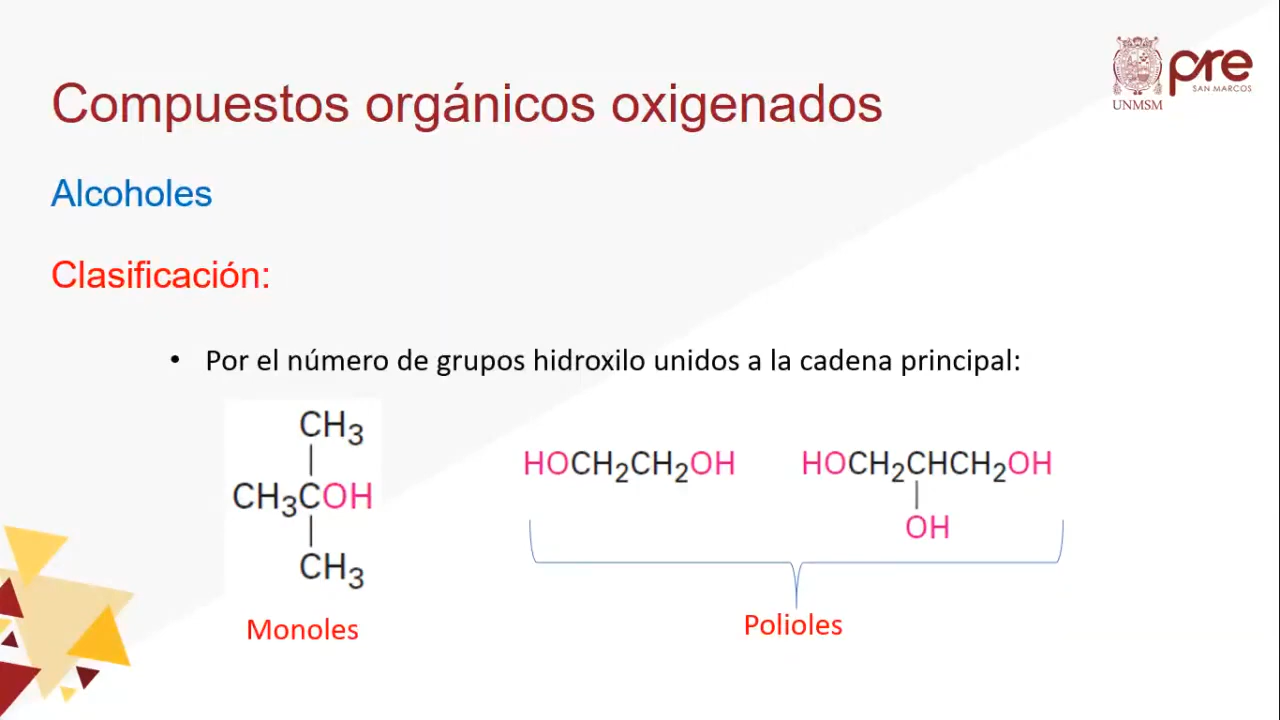 Compuestos orgánicos oxigenados
UNMSM
pre
SAN MARCOS
Alcoholes
Clasificación:
• Por el número de grupos hidroxilo unidos a la cadena principal:
CH₃
CH₃COH
CH₃
HOCH₂CH₂OH
HOCH₂CHCH₂OH
OH
Monoles
Polioles